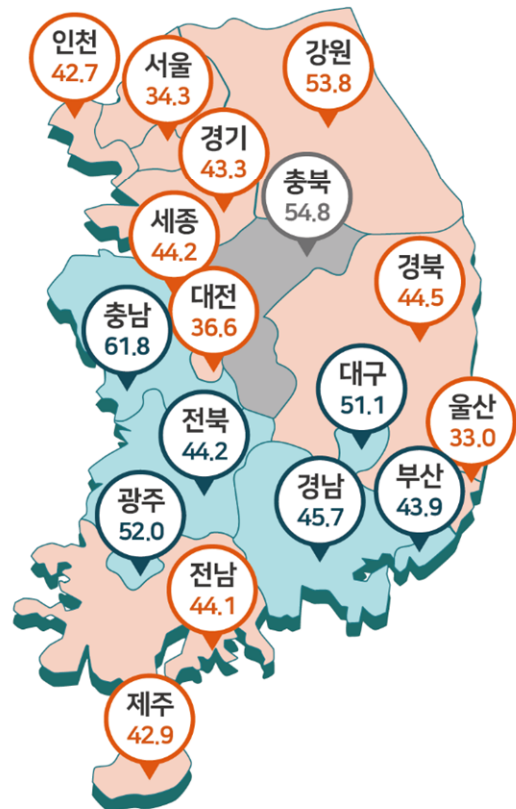 인천
42.7
서울
34.3
강원
53.8
경기
43.3
충북
54.8
세종
44.2
경북
44.5
충남
61.8
대전
36.6
대구
51.1
울산
33.0
전북
44.2
경남
45.7
부산
43.9
광주
52.0
전남
44.1
제주
42.9